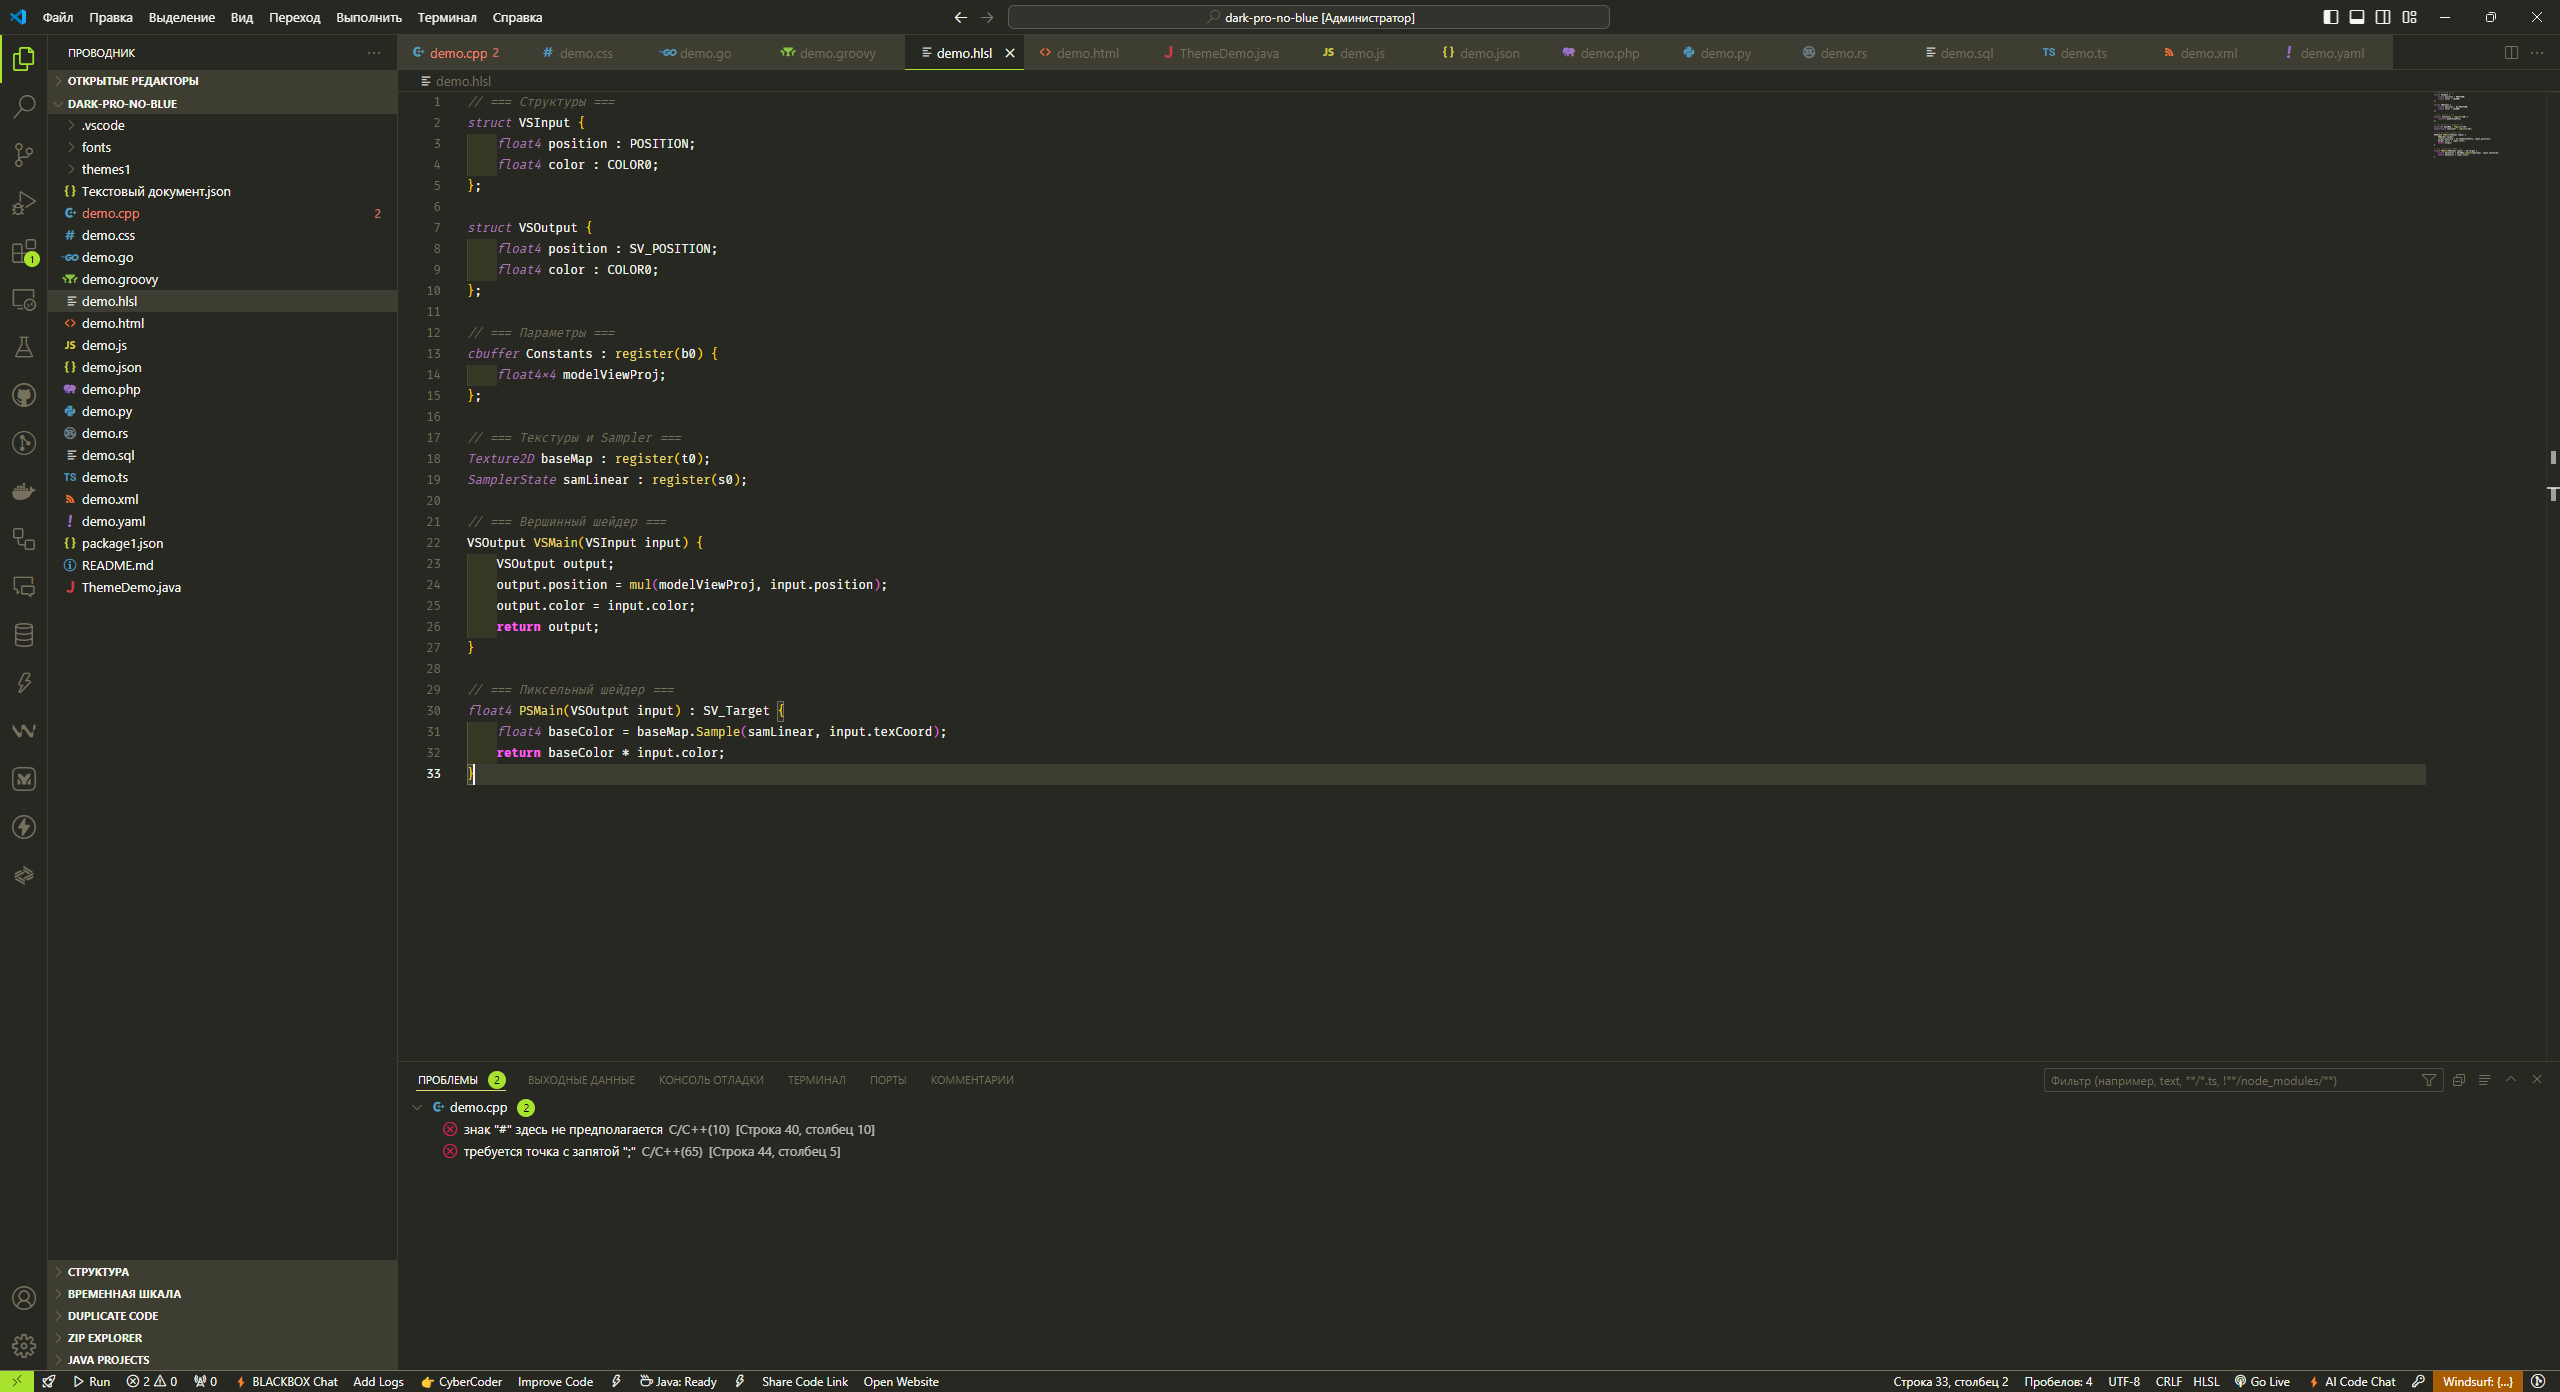 Файл Правка Выделение Вид Переход Выполнить Терминал Справка
dark-pro-no-blue [Администратор]
ПРОВОДНИК
ОТКРЫТЫЕ РЕДАКТОРЫ
DARK-PRO-NO-BLUE
.vscode
fonts
themes1
Текстовый документ.json
demo.cpp 2
demo.css
demo.go
demo.groovy
demo.hlsl
demo.html
demo.js
demo.json
demo.php
demo.py
demo.rs
demo.sql
demo.ts
demo.xml
demo.yaml
package1.json
README.md
ThemeDemo.java
СТРУКТУРА
ВРЕМЕННАЯ ШКАЛА
DUPLICATE CODE
ZIP EXPLORER
JAVA PROJECTS
demo.cpp 2 demo.css demo.go demo.groovy demo.hlsl demo.html ThemeDemo.java demo.js demo.json demo.php demo.py demo.rs demo.sql demo.ts demo.xml demo.yaml
demo.hlsl
1 // === Структуры ===
2 struct VSInput {
3 float4 position : POSITION;
4 float4 color : COLOR0;
5 };
6
7 struct VSOutput {
8 float4 position : SV_POSITION;
9 float4 color : COLOR0;
10 };
11
12 // === Параметры ===
13 cbuffer Constants : register(b0) {
14 float4×4 modelViewProj;
15 };
16
17 // === Текстуры и Sampler ===
18 Texture2D baseMap : register(t0);
19 SamplerState samLinear : register(s0);
20
21 // === Вершинный шейдер ===
22 VSOutput VSMain(VSInput input) {
23 VSOutput output;
24 output.position = mul(modelViewProj, input.position);
25 output.color = input.color;
26 return output;
27 }
28
29 // === Пиксельный шейдер ===
30 float4 PSMain(VSOutput input) : SV_Target {
31 float4 baseColor = baseMap.Sample(samLinear, input.texCoord);
32 return baseColor * input.color;
33 }
ПРОБЛЕМЫ 2 ВЫХОДНЫЕ ДАННЫЕ КОНСОЛЬ ОТЛАДКИ ТЕРМИНАЛ ПОРТЫ КОММЕНТАРИИ
Фильтр (например, text, **/*.ts, !**/node_modules/**)
demo.cpp 2
знак "#" здесь не предполагается C/C++(10) [Строка 40, столбец 10]
требуется точка с запятой ";" C/C++(65) [Строка 44, столбец 5]
Run 2 0 0 BLACKBOX Chat Add Logs CyberCoder Improve Code Java: Ready Share Code Link Open Website
Строка 33, столбец 2 Пробелов: 4 UTF-8 CRLF HLSL Go Live AI Code Chat Windsurf: {...}